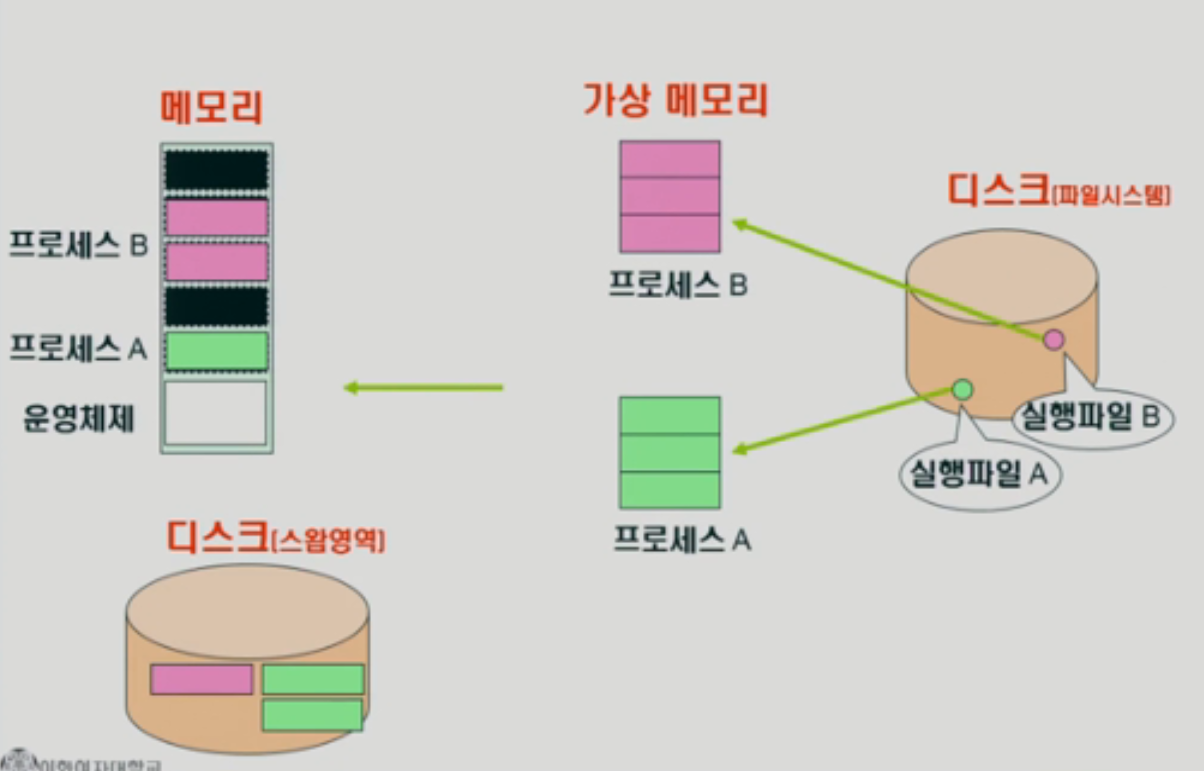 메모리
가상 메모리
디스크(파일시스템)
프로세스 B
프로세스 B
프로세스 A
운영체제
실행파일 B
실행파일 A
디스크(스왑영역)
프로세스 A
이화여자대학교